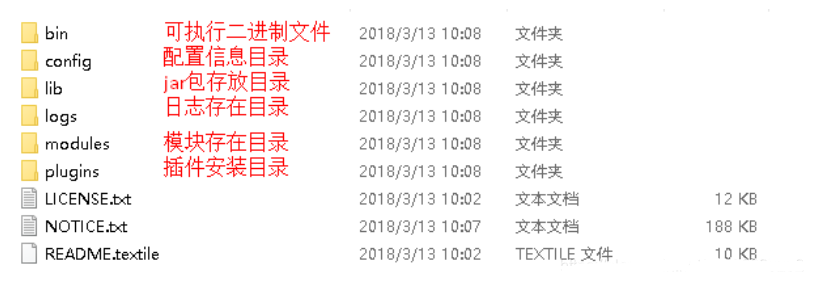 bin 可执行二进制文件 2018/3/13 10:08 文件夹
config 配置信息目录 2018/3/13 10:08 文件夹
lib jar包存放目录 2018/3/13 10:08 文件夹
logs 日志存在目录 2018/3/13 10:08 文件夹
modules 模块存在目录 2018/3/13 10:08 文件夹
plugins 插件安装目录 2018/3/13 10:08 文件夹
LICENSE.txt 2018/3/13 10:02 文本文档 12 KB
NOTICE.txt 2018/3/13 10:07 文本文档 188 KB
README.textile 2018/3/13 10:02 TEXTILE 文件 10 KB